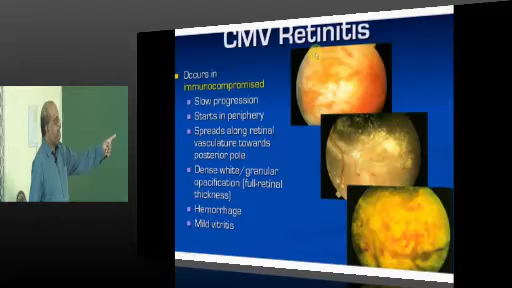 CMV Retinitis
Occurs in
immunocompromised
Slow progression
Starts in periphery
Spreads along retinal
vasculature towards
posterior pole
Dense white/granular
opacification (full-retinal
thickness)
Hemorrhage
Mild vitritis